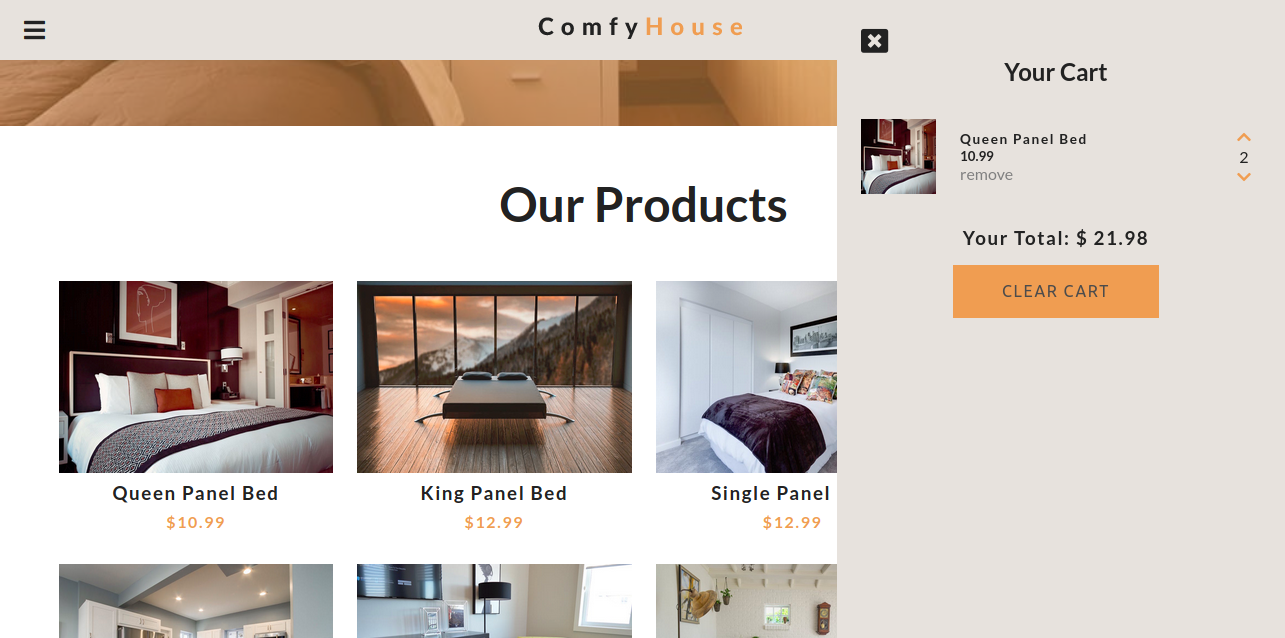 ComfyHouse
Your Cart
Queen Panel Bed
10.99
remove
2
Your Total: $ 21.98
CLEAR CART
Our Products
Queen Panel Bed
$10.99
King Panel Bed
$12.99
Single Panel
$12.99